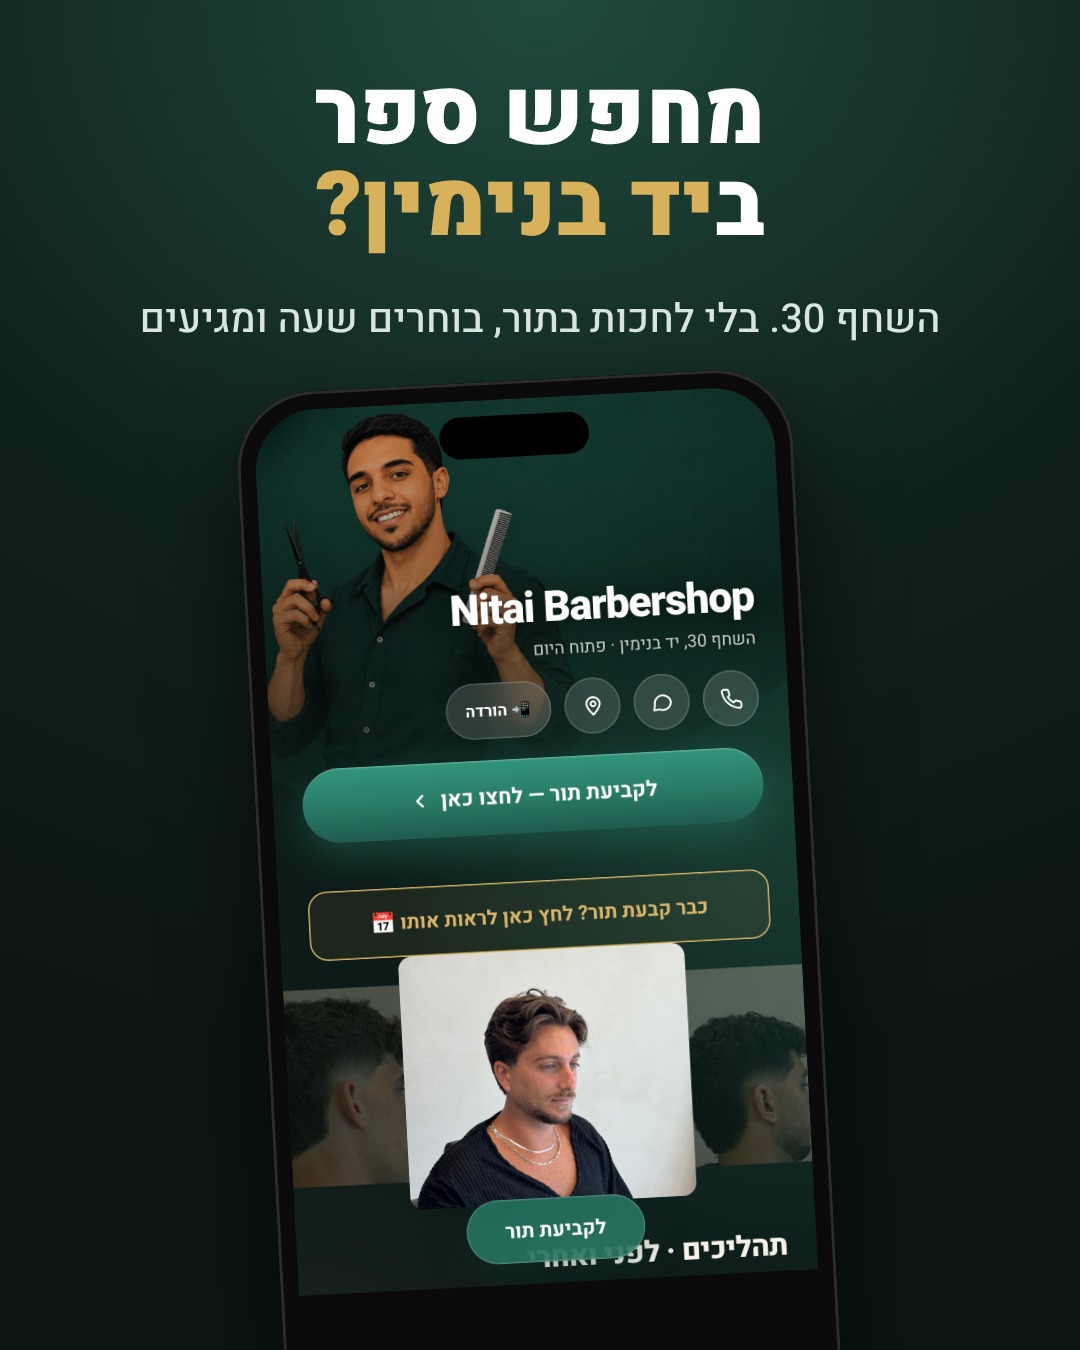 מחפש ספר
ביד בנימין?
השחף 30. בלי לחכות בתור, בוחרים שעה ומגיעים
Nitai Barbershop
השחף 30, יד בנימין · פתוח היום
📲 הורדה
לקביעת תור — לחצו כאן
כבר קבעת תור? לחץ כאן לראות אותו 📅
לקביעת תור
תהליכים · לפני ואחרי